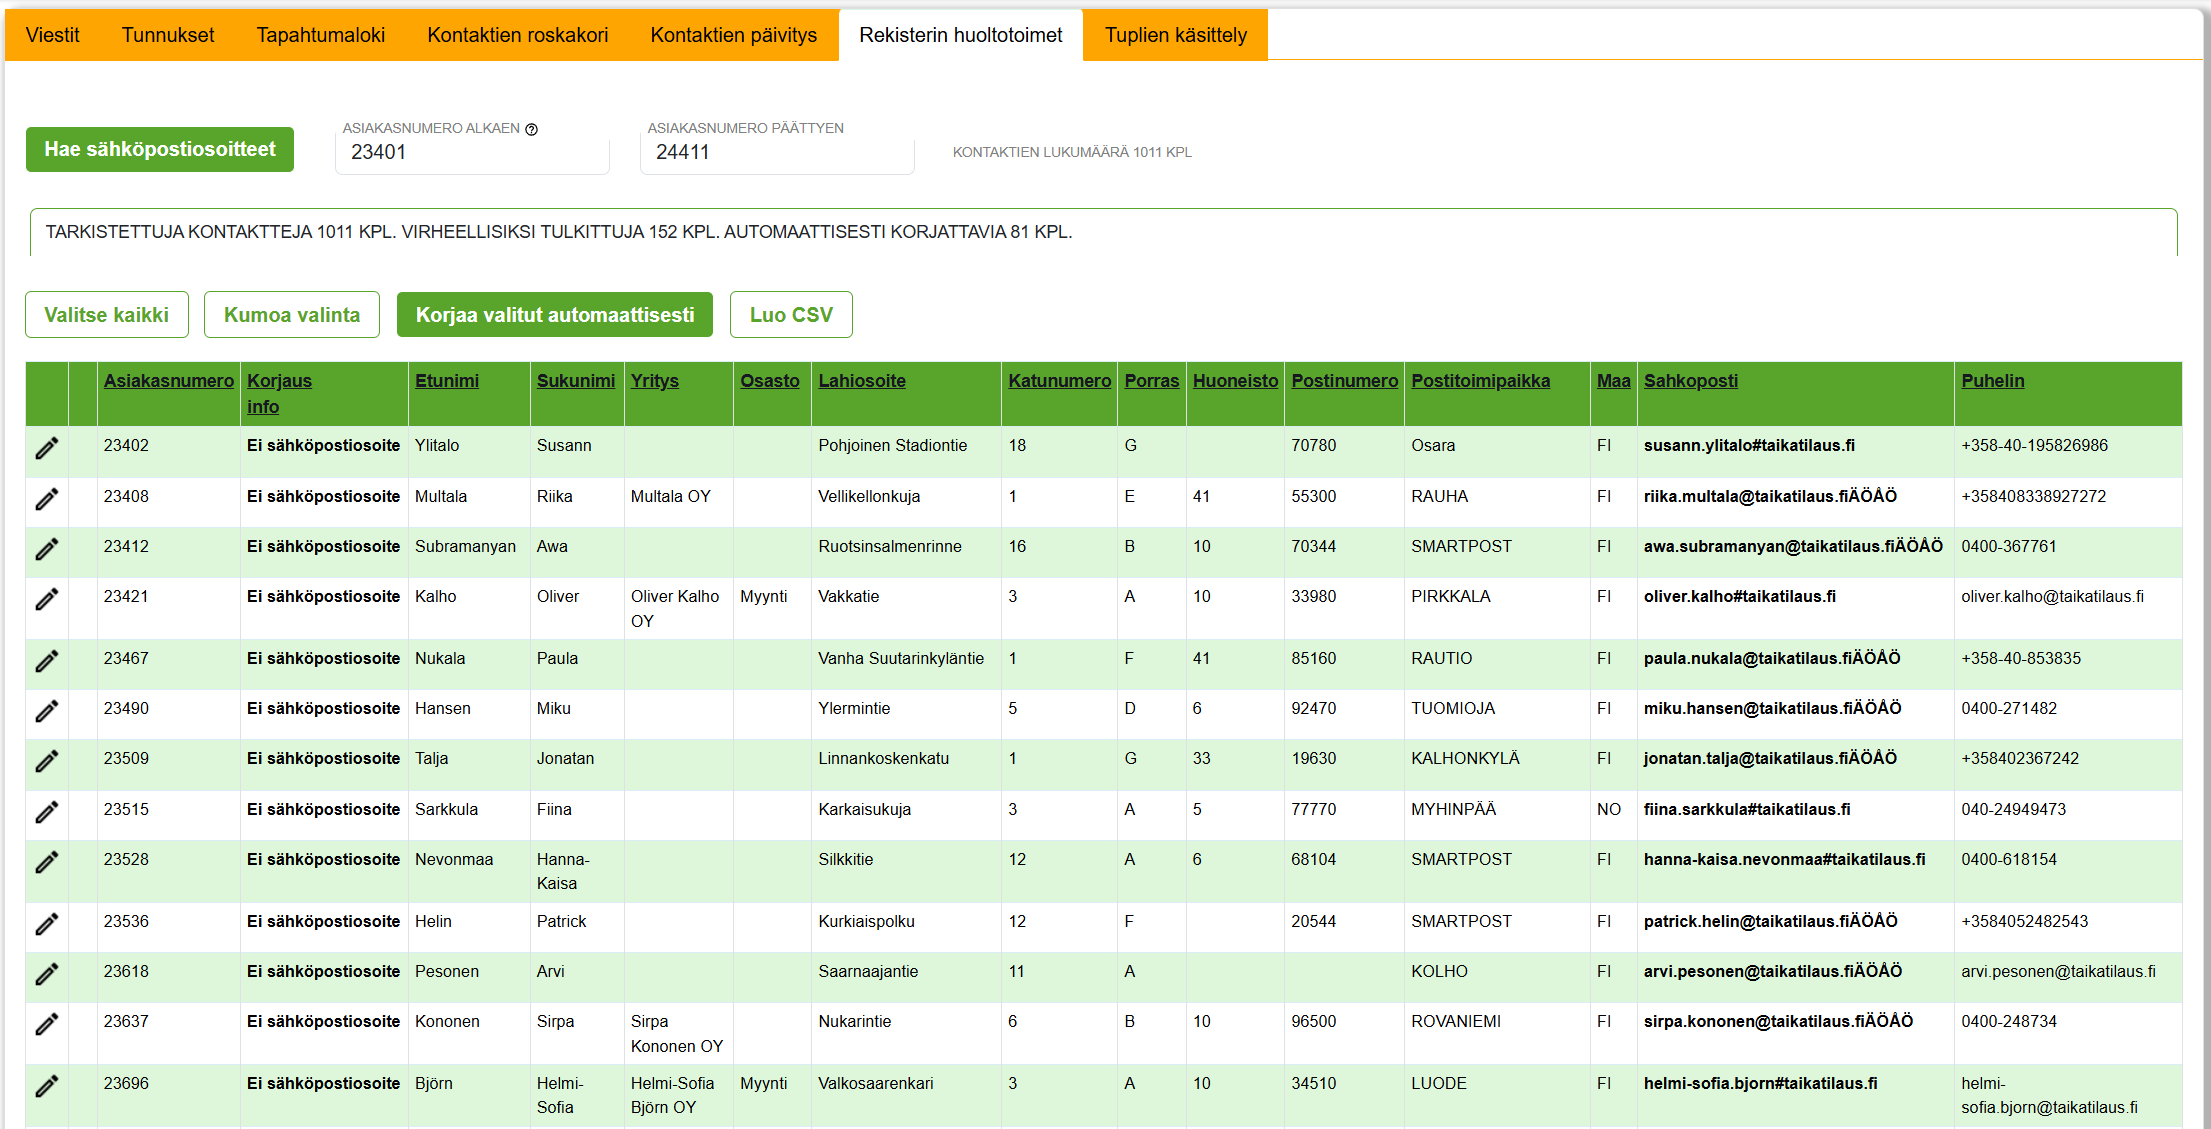 Viestit Tunnukset Tapahtumaloki Kontaktien roskakori Kontaktien päivitys Rekisterin huoltotoimet Tuplien käsittely
ASIAKASNUMERO ALKAEN ASIAKASNUMERO PÄÄTTYEN
Hae sähköpostiosoitteet 23401 24411 KONTAKTIEN LUKUMÄÄRÄ 1011 KPL
TARKISTETTUJA KONTAKTTEJA 1011 KPL. VIRHEELLISIKSI TULKITTUJA 152 KPL. AUTOMAATTISESTI KORJATTAVIA 81 KPL.
Valitse kaikki Kumoa valinta Korjaa valitut automaattisesti Luo CSV
Asiakasnumero Korjaus info Etunimi Sukunimi Yritys Osasto Lahiosoite Katunumero Porras Huoneisto Postinumero Postitoimipaikka Maa Sahkoposti Puhelin
23402 Ei sähköpostiosoite Ylitalo Susann Pohjoinen Stadiontie 18 G 70780 Osara FI susann.ylitalo#taikatilaus.fi +358-40-195826986
23408 Ei sähköpostiosoite Multala Riika Multala OY Vellikellonkuja 1 E 41 55300 RAUHA FI riika.multala@taikatilaus.fiÄÖÅÖ +358408338927272
23412 Ei sähköpostiosoite Subramanyan Awa Ruotsinsalmenrinne 16 B 10 70344 SMARTPOST FI awa.subramanyan@taikatilaus.fiÄÖÅÖ 0400-367761
23421 Ei sähköpostiosoite Kalho Oliver Oliver Kalho OY Myynti Vakkatie 3 A 10 33980 PIRKKALA FI oliver.kalho#taikatilaus.fi oliver.kalho@taikatilaus.fi
23467 Ei sähköpostiosoite Nukala Paula Vanha Suutarinkyläntie 1 F 41 85160 RAUTIO FI paula.nukala@taikatilaus.fiÄÖÅÖ +358-40-853835
23490 Ei sähköpostiosoite Hansen Miku Ylermintie 5 D 6 92470 TUOMIOJA FI miku.hansen@taikatilaus.fiÄÖÅÖ 0400-271482
23509 Ei sähköpostiosoite Talja Jonatan Linnankoskenkatu 1 G 33 19630 KALHONKYLÄ FI jonatan.talja@taikatilaus.fiÄÖÅÖ +358402367242
23515 Ei sähköpostiosoite Sarkkula Fiina Karkaisukuja 3 A 5 77770 MYHINPÄÄ NO fiina.sarkkula#taikatilaus.fi 040-24949473
23528 Ei sähköpostiosoite Nevonmaa Hanna-Kaisa Silkkitie 12 A 6 68104 SMARTPOST FI hanna-kaisa.nevonmaa#taikatilaus.fi 0400-618154
23536 Ei sähköpostiosoite Helin Patrick Kurkiaispolku 12 F 20544 SMARTPOST FI patrick.helin@taikatilaus.fiÄÖÅÖ +3584052482543
23618 Ei sähköpostiosoite Pesonen Arvi Saarnaajantie 11 A KOLHO FI arvi.pesonen@taikatilaus.fiÄÖÅÖ arvi.pesonen@taikatilaus.fi
23637 Ei sähköpostiosoite Kononen Sirpa Sirpa Kononen OY Nukarintie 6 B 10 96500 ROVANIEMI FI sirpa.kononen@taikatilaus.fiÄÖÅÖ 0400-248734
23696 Ei sähköpostiosoite Björn Helmi-Sofia Helmi-Sofia Björn OY Myynti Valkosaarenkari 3 A 10 34510 LUODE FI helmi-sofia.bjorn#taikatilaus.fi helmi-sofia.bjorn@taikatilaus.fi